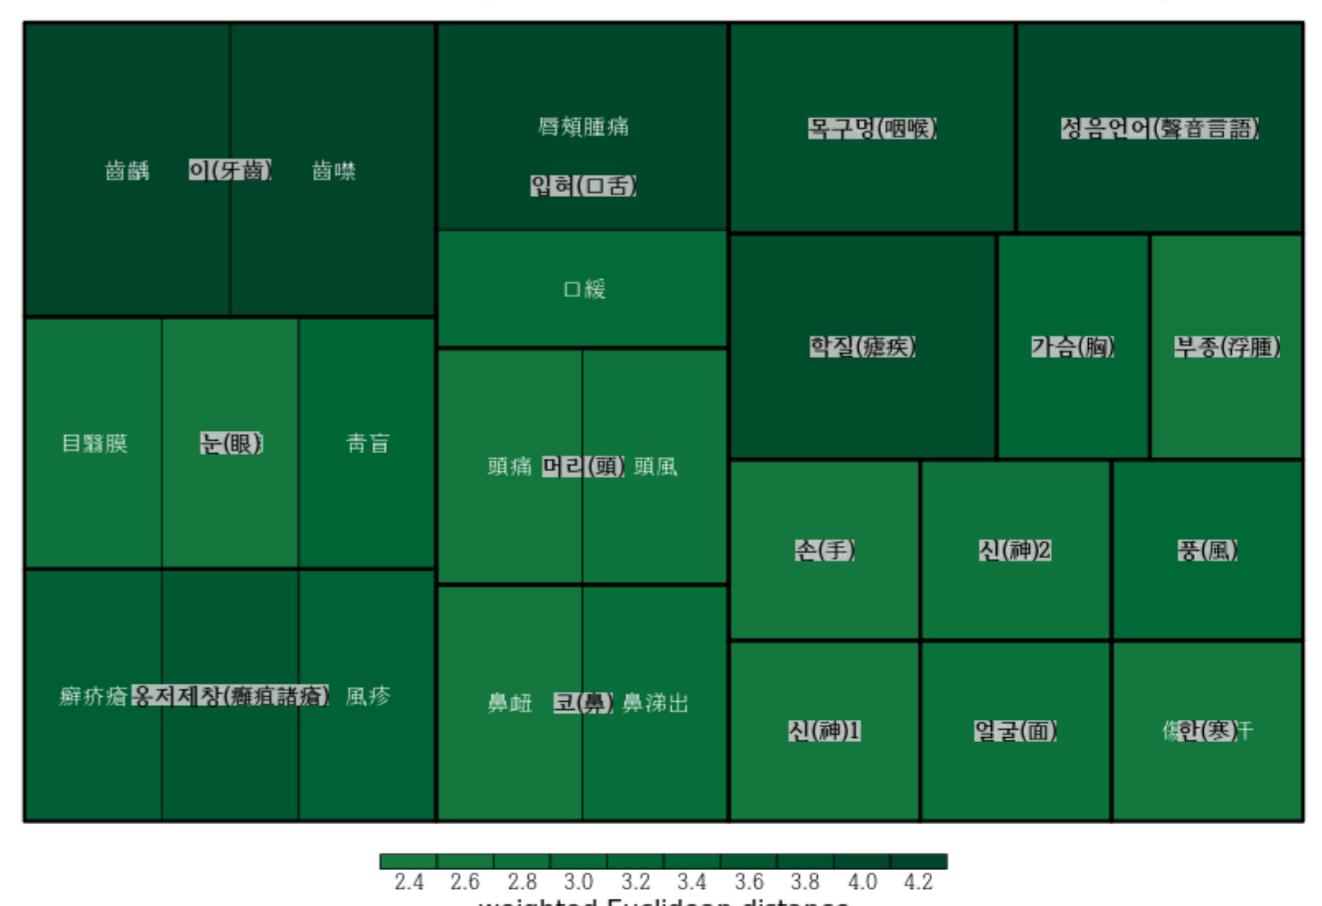 齒齲 이(牙齒) 齒噤
脣頰腫痛
입혀(口舌)
口緩
목구멍(咽喉)
성음언어(聲音言語)
학질(瘧疾)
가슴(胸)
부종(浮腫)
目翳膜 눈(眼) 靑盲
頭痛 머리(頭) 頭風
손(手)
신(神)2
풍(風)
癬疥瘡 옹저제창(癰疽諸瘡) 風疹
鼻衄 코(鼻) 鼻涕出
신(神)1
얼굴(面)
한(寒)
2.4 2.6 2.8 3.0 3.2 3.4 3.6 3.8 4.0 4.2
weighted Euclidean distance